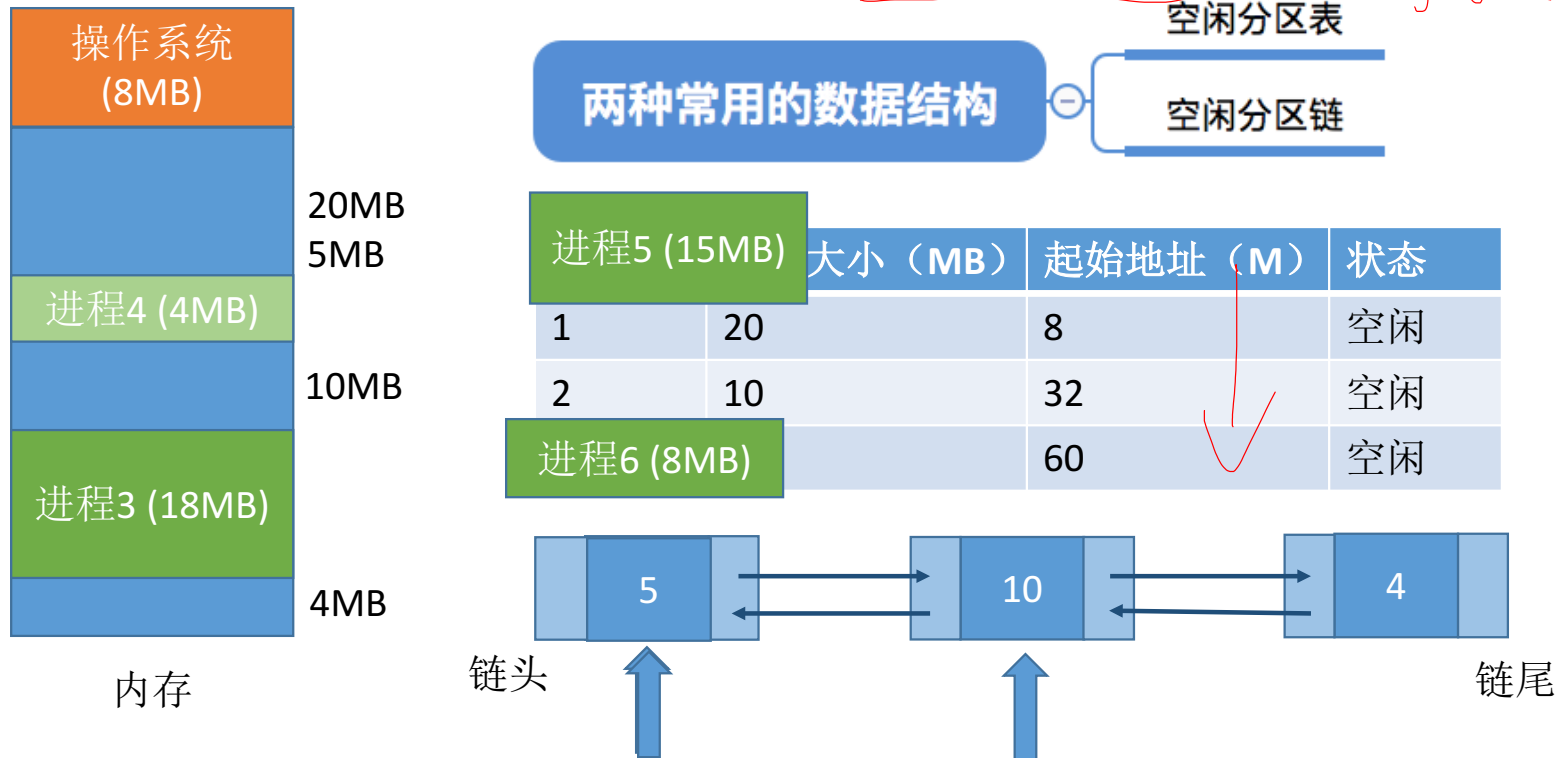 操作系统
(8MB)
20MB
5MB
进程4 (4MB)
10MB
进程3 (18MB)
4MB
内存
两种常用的数据结构
空闲分区表
空闲分区链
进程5 (15MB)
大小（MB） 起始地址（M） 状态
1 20 8 空闲
2 10 32 空闲
进程6 (8MB) 60 空闲
5 10 4
链头
链尾